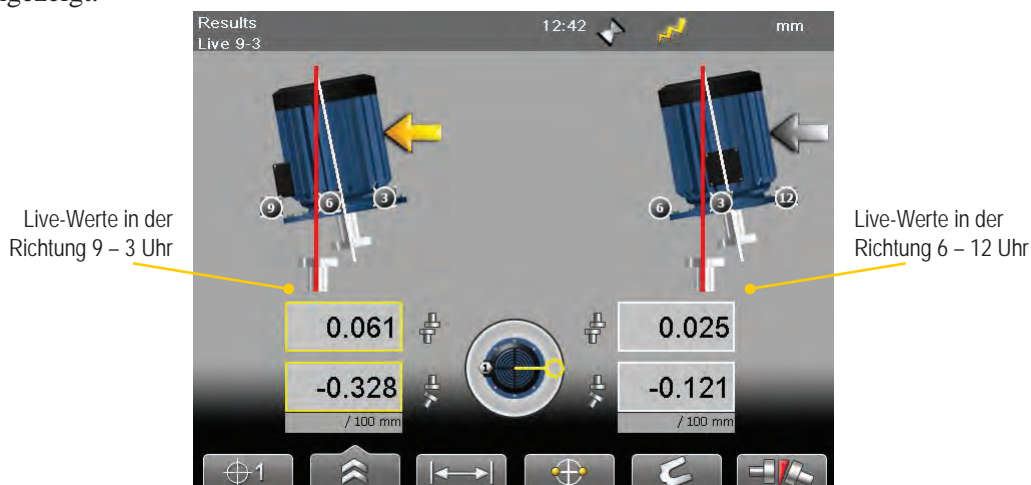 Results
Live 9-3
12:42
mm
9
6
3
6
3
12
Live-Werte in der
Richtung 9 – 3 Uhr
Live-Werte in der
Richtung 6 – 12 Uhr
0.061
0.025
1
-0.328
-0.121
/ 100 mm
/ 100 mm
1